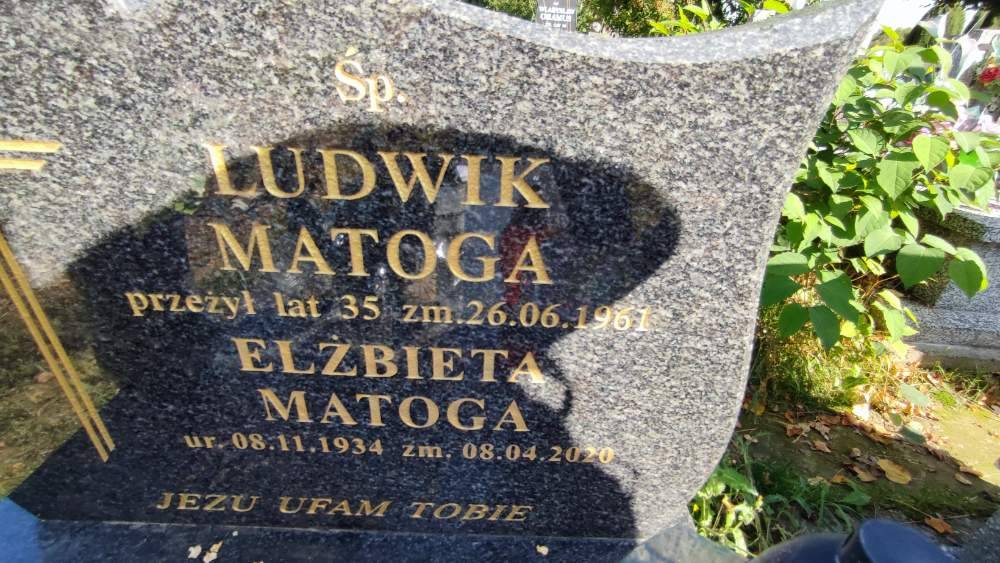 Śp.
LUDWIK
MATOGA
przeżył lat 35 zm.26.06.1961
ELŻBIETA
MATOGA
ur. 08.11.1934 zm. 08.04.2020
JEZU UFAM TOBIE